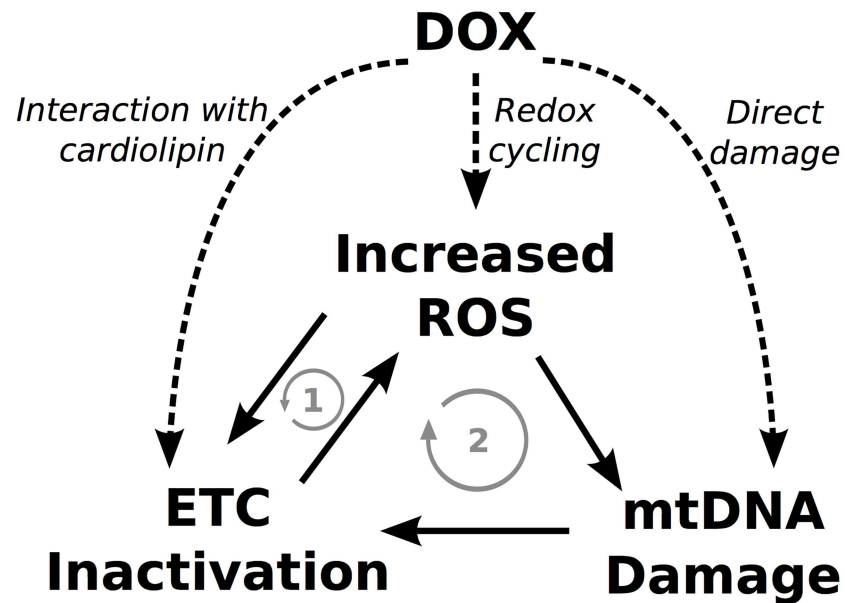 DOX
Interaction with
cardiolipin
Redox
cycling
Direct
damage
Increased
ROS
1
2
ETC
Inactivation
mtDNA
Damage